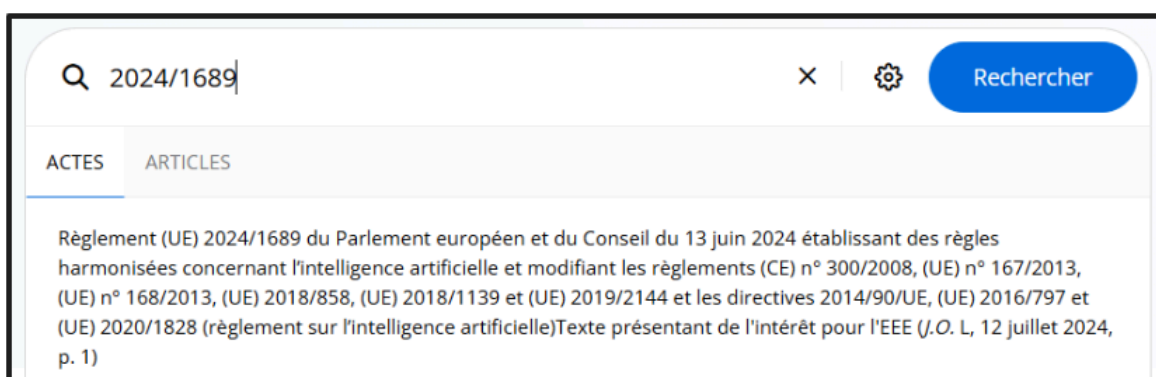 2024/1689
Rechercher
ACTES ARTICLES
Règlement (UE) 2024/1689 du Parlement européen et du Conseil du 13 juin 2024 établissant des règles
harmonisées concernant l'intelligence artificielle et modifiant les règlements (CE) n° 300/2008, (UE) n° 167/2013,
(UE) n° 168/2013, (UE) 2018/858, (UE) 2018/1139 et (UE) 2019/2144 et les directives 2014/90/UE, (UE) 2016/797 et
(UE) 2020/1828 (règlement sur l'intelligence artificielle)Texte présentant de l'intérêt pour l'EEE (J.O. L, 12 juillet 2024,
p. 1)